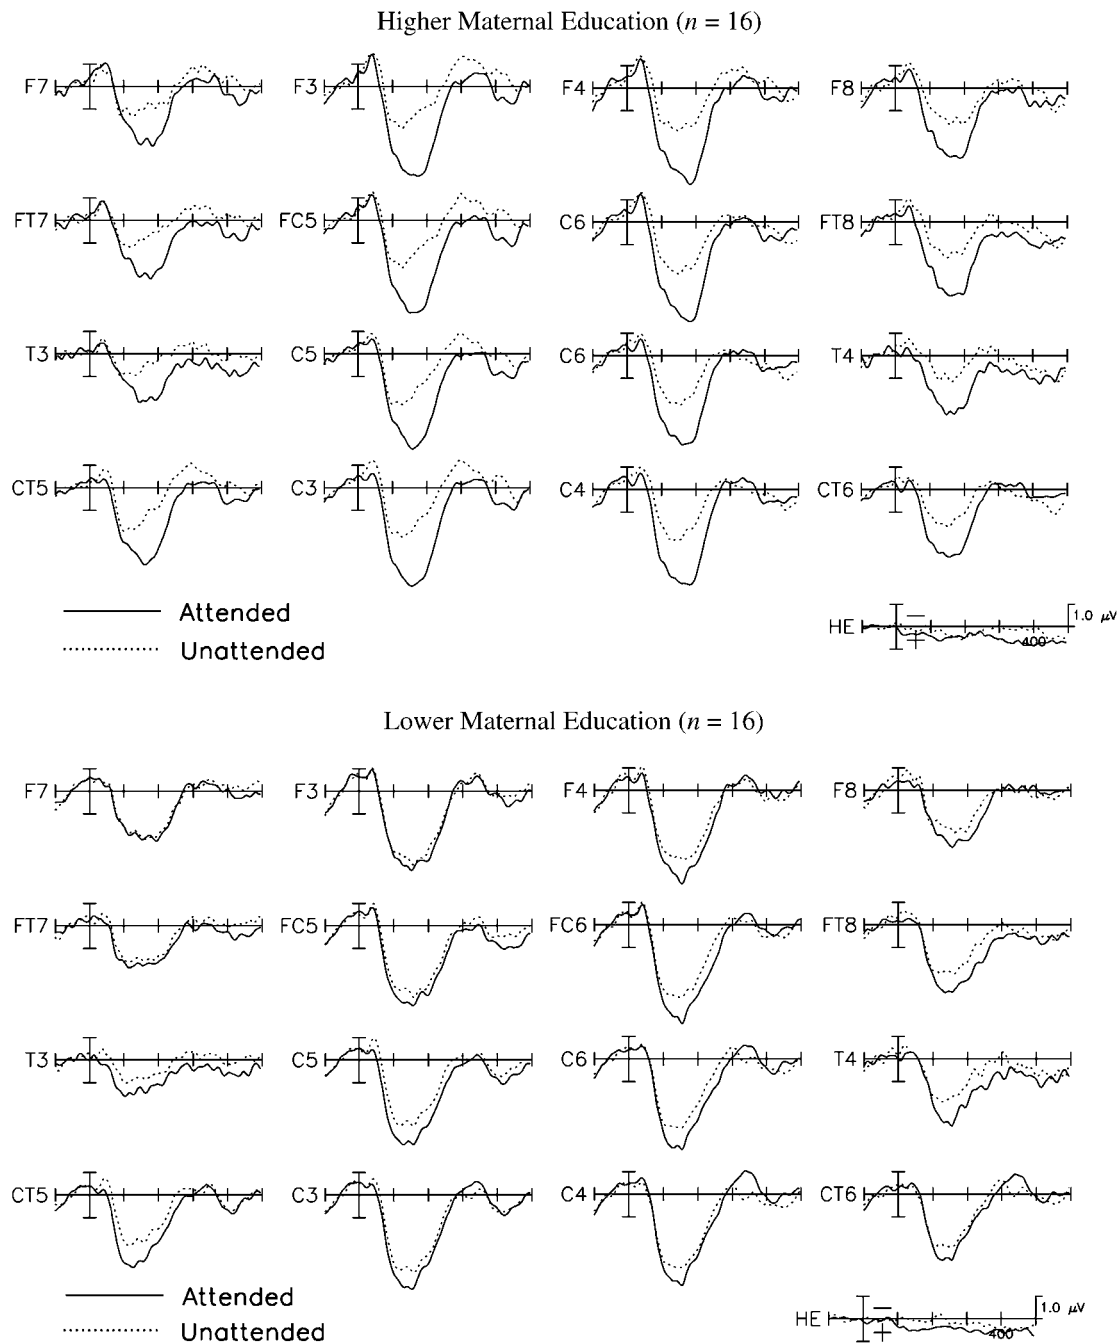 Higher Maternal Education (n = 16)
F7 F3 F4 F8
FT7 FC5 C6 FT8
T3 C5 C6 T4
CT5 C3 C4 CT6
Attended
Unattended
HE − + 400 1.0 μV
Lower Maternal Education (n = 16)
F7 F3 F4 F8
FT7 FC5 FC6 FT8
T3 C5 C6 T4
CT5 C3 C4 CT6
Attended
Unattended
HE − + 400 1.0 μV